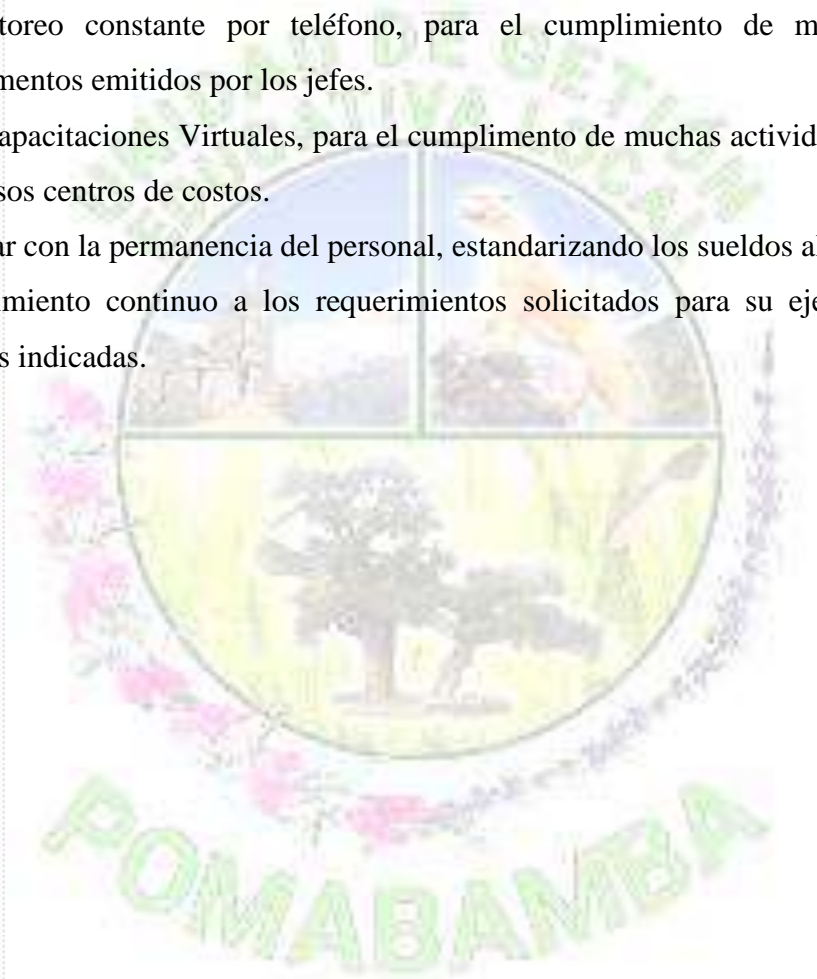 toreo constante por teléfono, para el cumplimiento de m
mentos emitidos por los jefes.
apacitaciones Virtuales, para el cumplimento de muchas activid
sos centros de costos.
ar con la permanencia del personal, estandarizando los sueldos al
imiento continuo a los requerimientos solicitados para su eje
s indicadas.
POMABAMBA